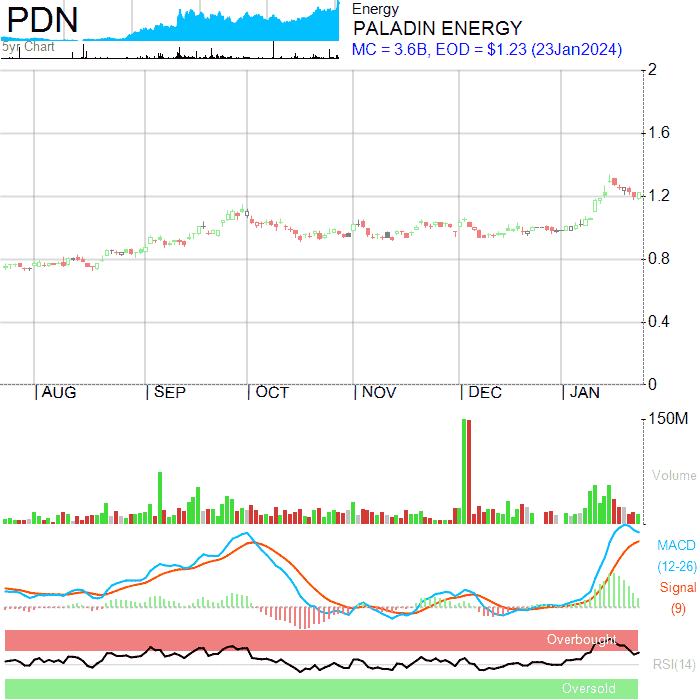 PDN
5yr Chart
Energy
PALADIN ENERGY
MC = 3.6B, EOD = $1.23 (23Jan2024)
2
1.6
1.2
0.8
0.4
0
AUG SEP OCT NOV DEC JAN
150M
Volume
MACD
(12-26)
Signal
(9)
Overbought
RSI(14)
Oversold